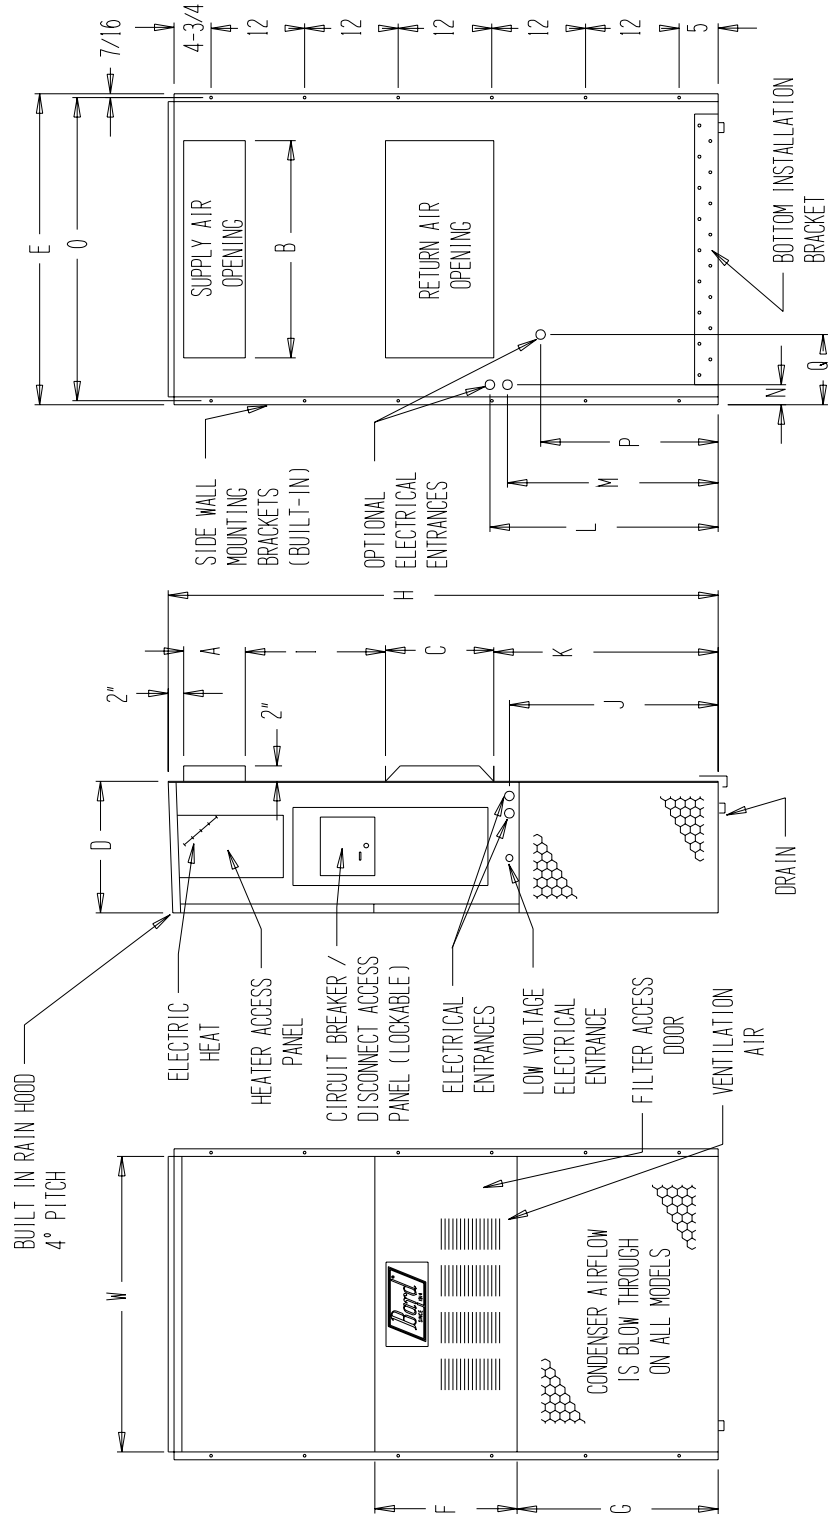 BUILT IN RAIN HOOD
4° PITCH
W
F
G
Bard
SINCE 1914
CONDENSER AIRFLOW
IS BLOW THROUGH
ON ALL MODELS
ELECTRIC
HEAT
HEATER ACCESS
PANEL
CIRCUIT BREAKER /
DISCONNECT ACCESS
PANEL (LOCKABLE)
ELECTRICAL
ENTRANCES
LOW VOLTAGE
ELECTRICAL
ENTRANCE
FILTER ACCESS
DOOR
VENTILATION
AIR
D
2"
2"
A
I
C
K
J
H
DRAIN
SIDE WALL
MOUNTING
BRACKETS
(BUILT-IN)
OPTIONAL
ELECTRICAL
ENTRANCES
L
M
P
N
Q
E
O
SUPPLY AIR
OPENING
B
RETURN AIR
OPENING
7/16
4-3/4
12
12
12
12
12
5
BOTTOM INSTALLATION
BRACKET